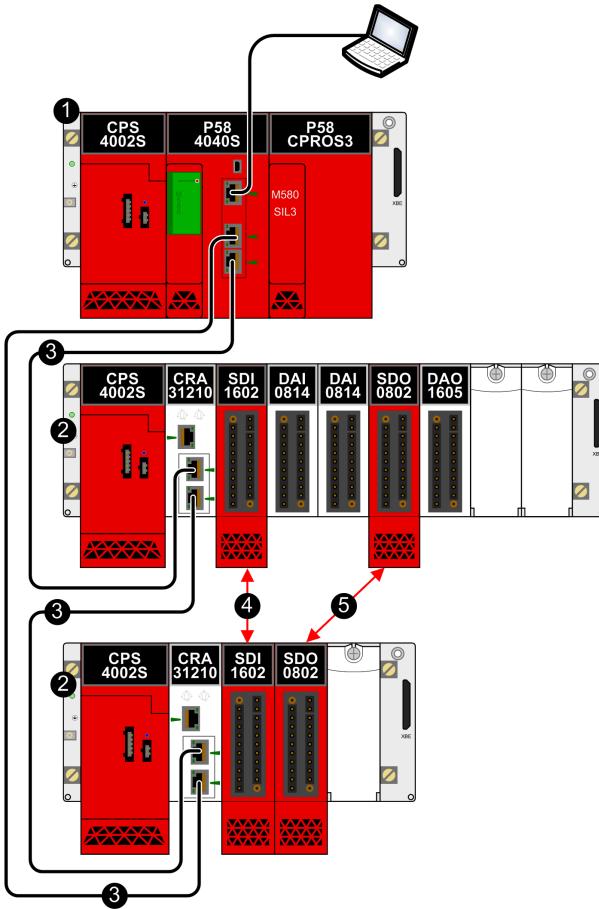 1
CPS
4002S
P58
4040S
P58
CPROS3
M580
SIL3
XBE
3
CPS
4002S
CRA
31210
SDI
1602
DAI
0814
DAI
0814
SDO
0802
DAO
1605
2
XB
3
4
5
CPS
4002S
CRA
31210
SDI
1602
SDO
0802
2
XBE
3